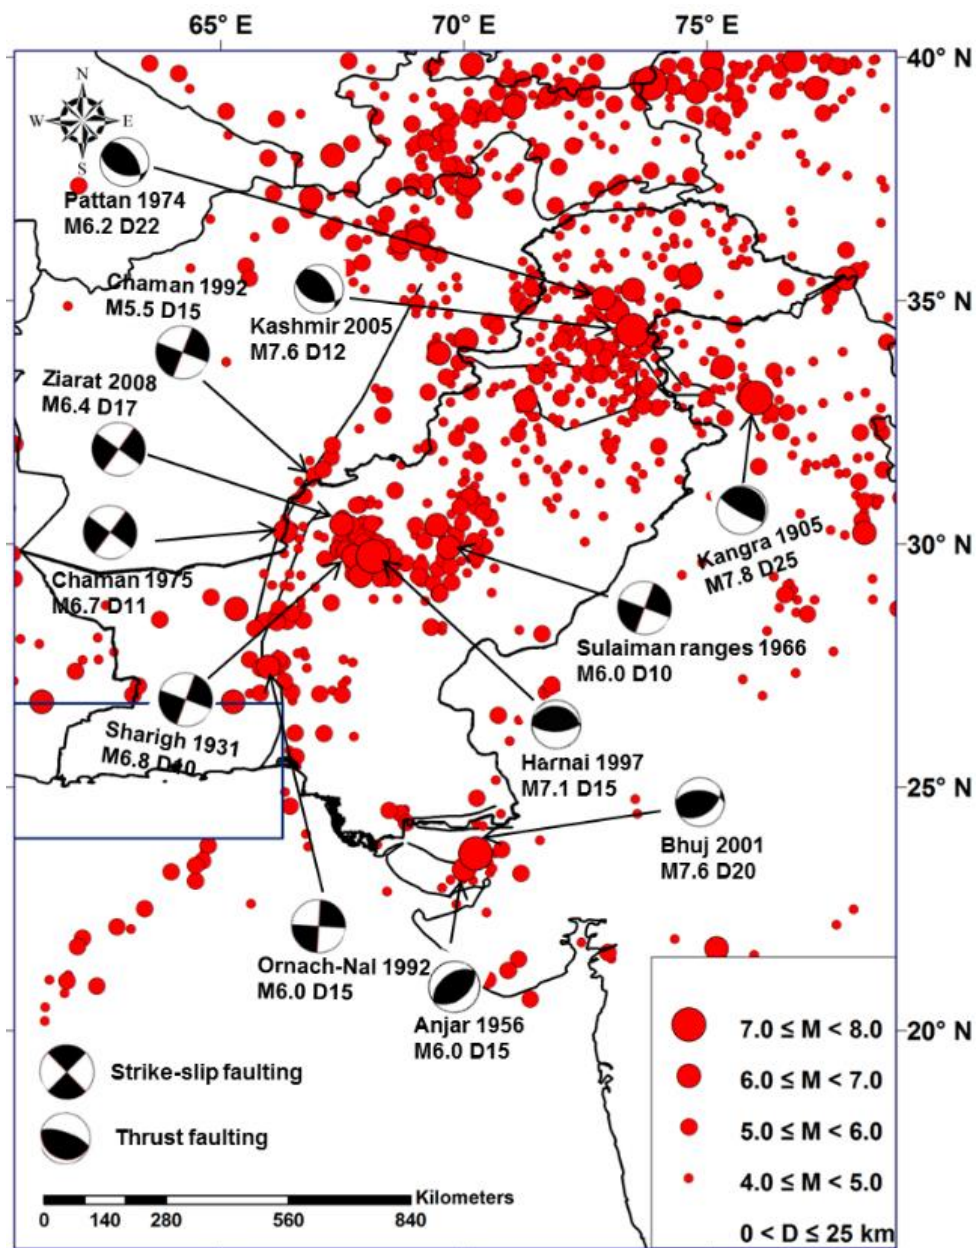 65° E 70° E 75° E
40° N
N
W E
S
Pattan 1974
M6.2 D22
Chaman 1992
M5.5 D15
35° N
Kashmir 2005
M7.6 D12
Ziarat 2008
M6.4 D17
30° N
Kangra 1905
M7.8 D25
Chaman 1975
M6.7 D11
Sulaiman ranges 1966
M6.0 D10
Sharigh 1931
M6.8 D40
Harnai 1997
M7.1 D15
25° N
Bhuj 2001
M7.6 D20
Ornach-Nal 1992
M6.0 D15
Anjar 1956
M6.0 D15
20° N
7.0 ≤ M < 8.0
6.0 ≤ M < 7.0
5.0 ≤ M < 6.0
4.0 ≤ M < 5.0
0 < D ≤ 25 km
Strike-slip faulting
Thrust faulting
Kilometers
0 140 280 560 840